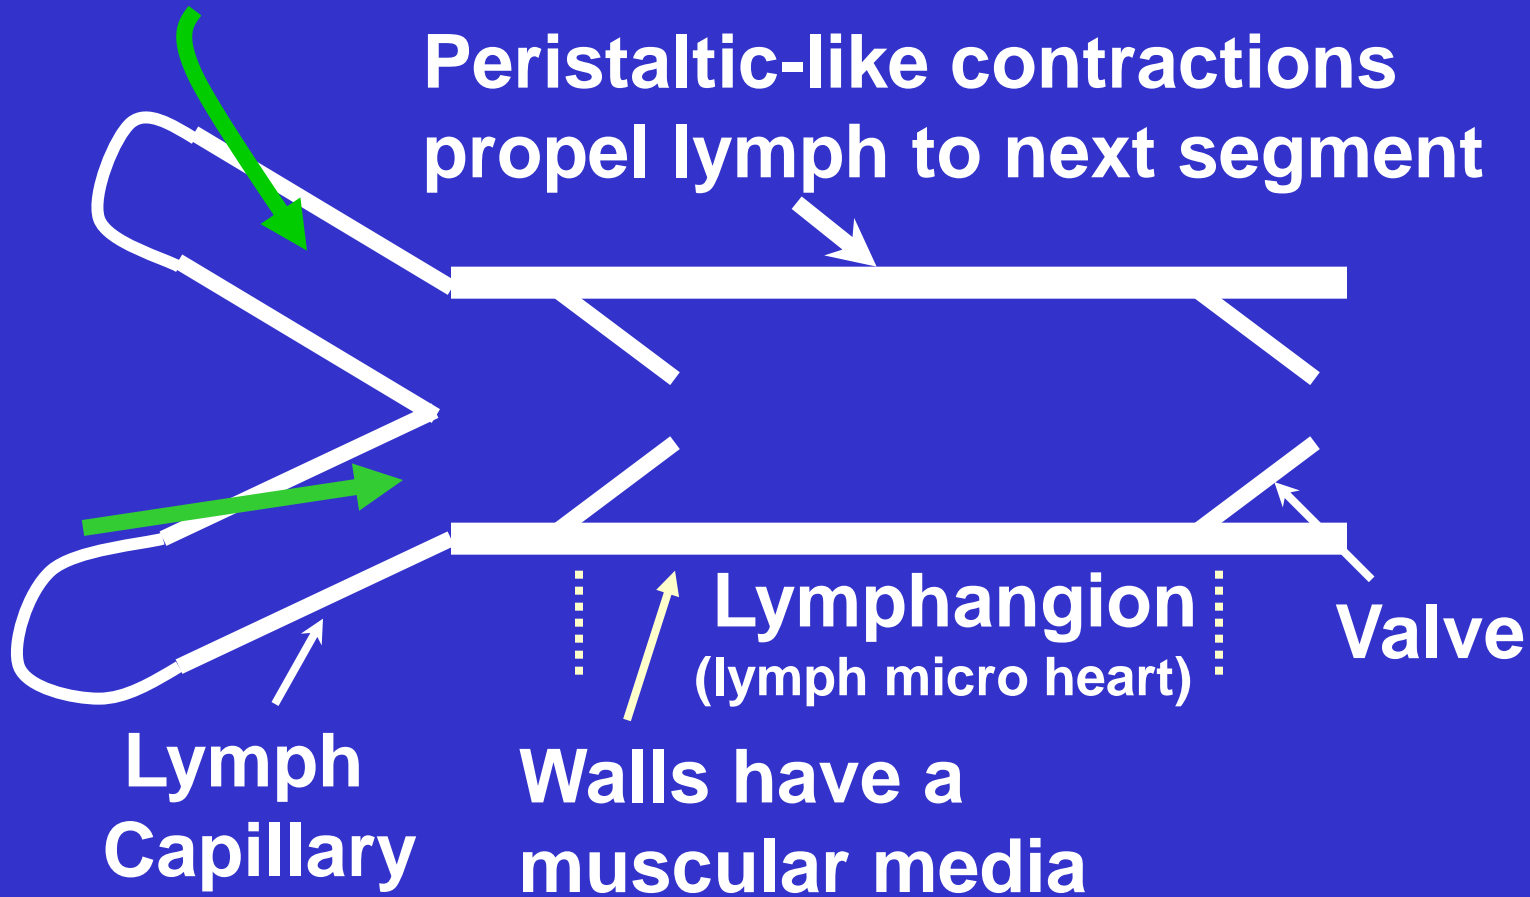 Peristaltic-like contractions
propel lymph to next segment
Lymphangion
(lymph micro heart)
Valve
Lymph
Capillary
Walls have a
muscular media